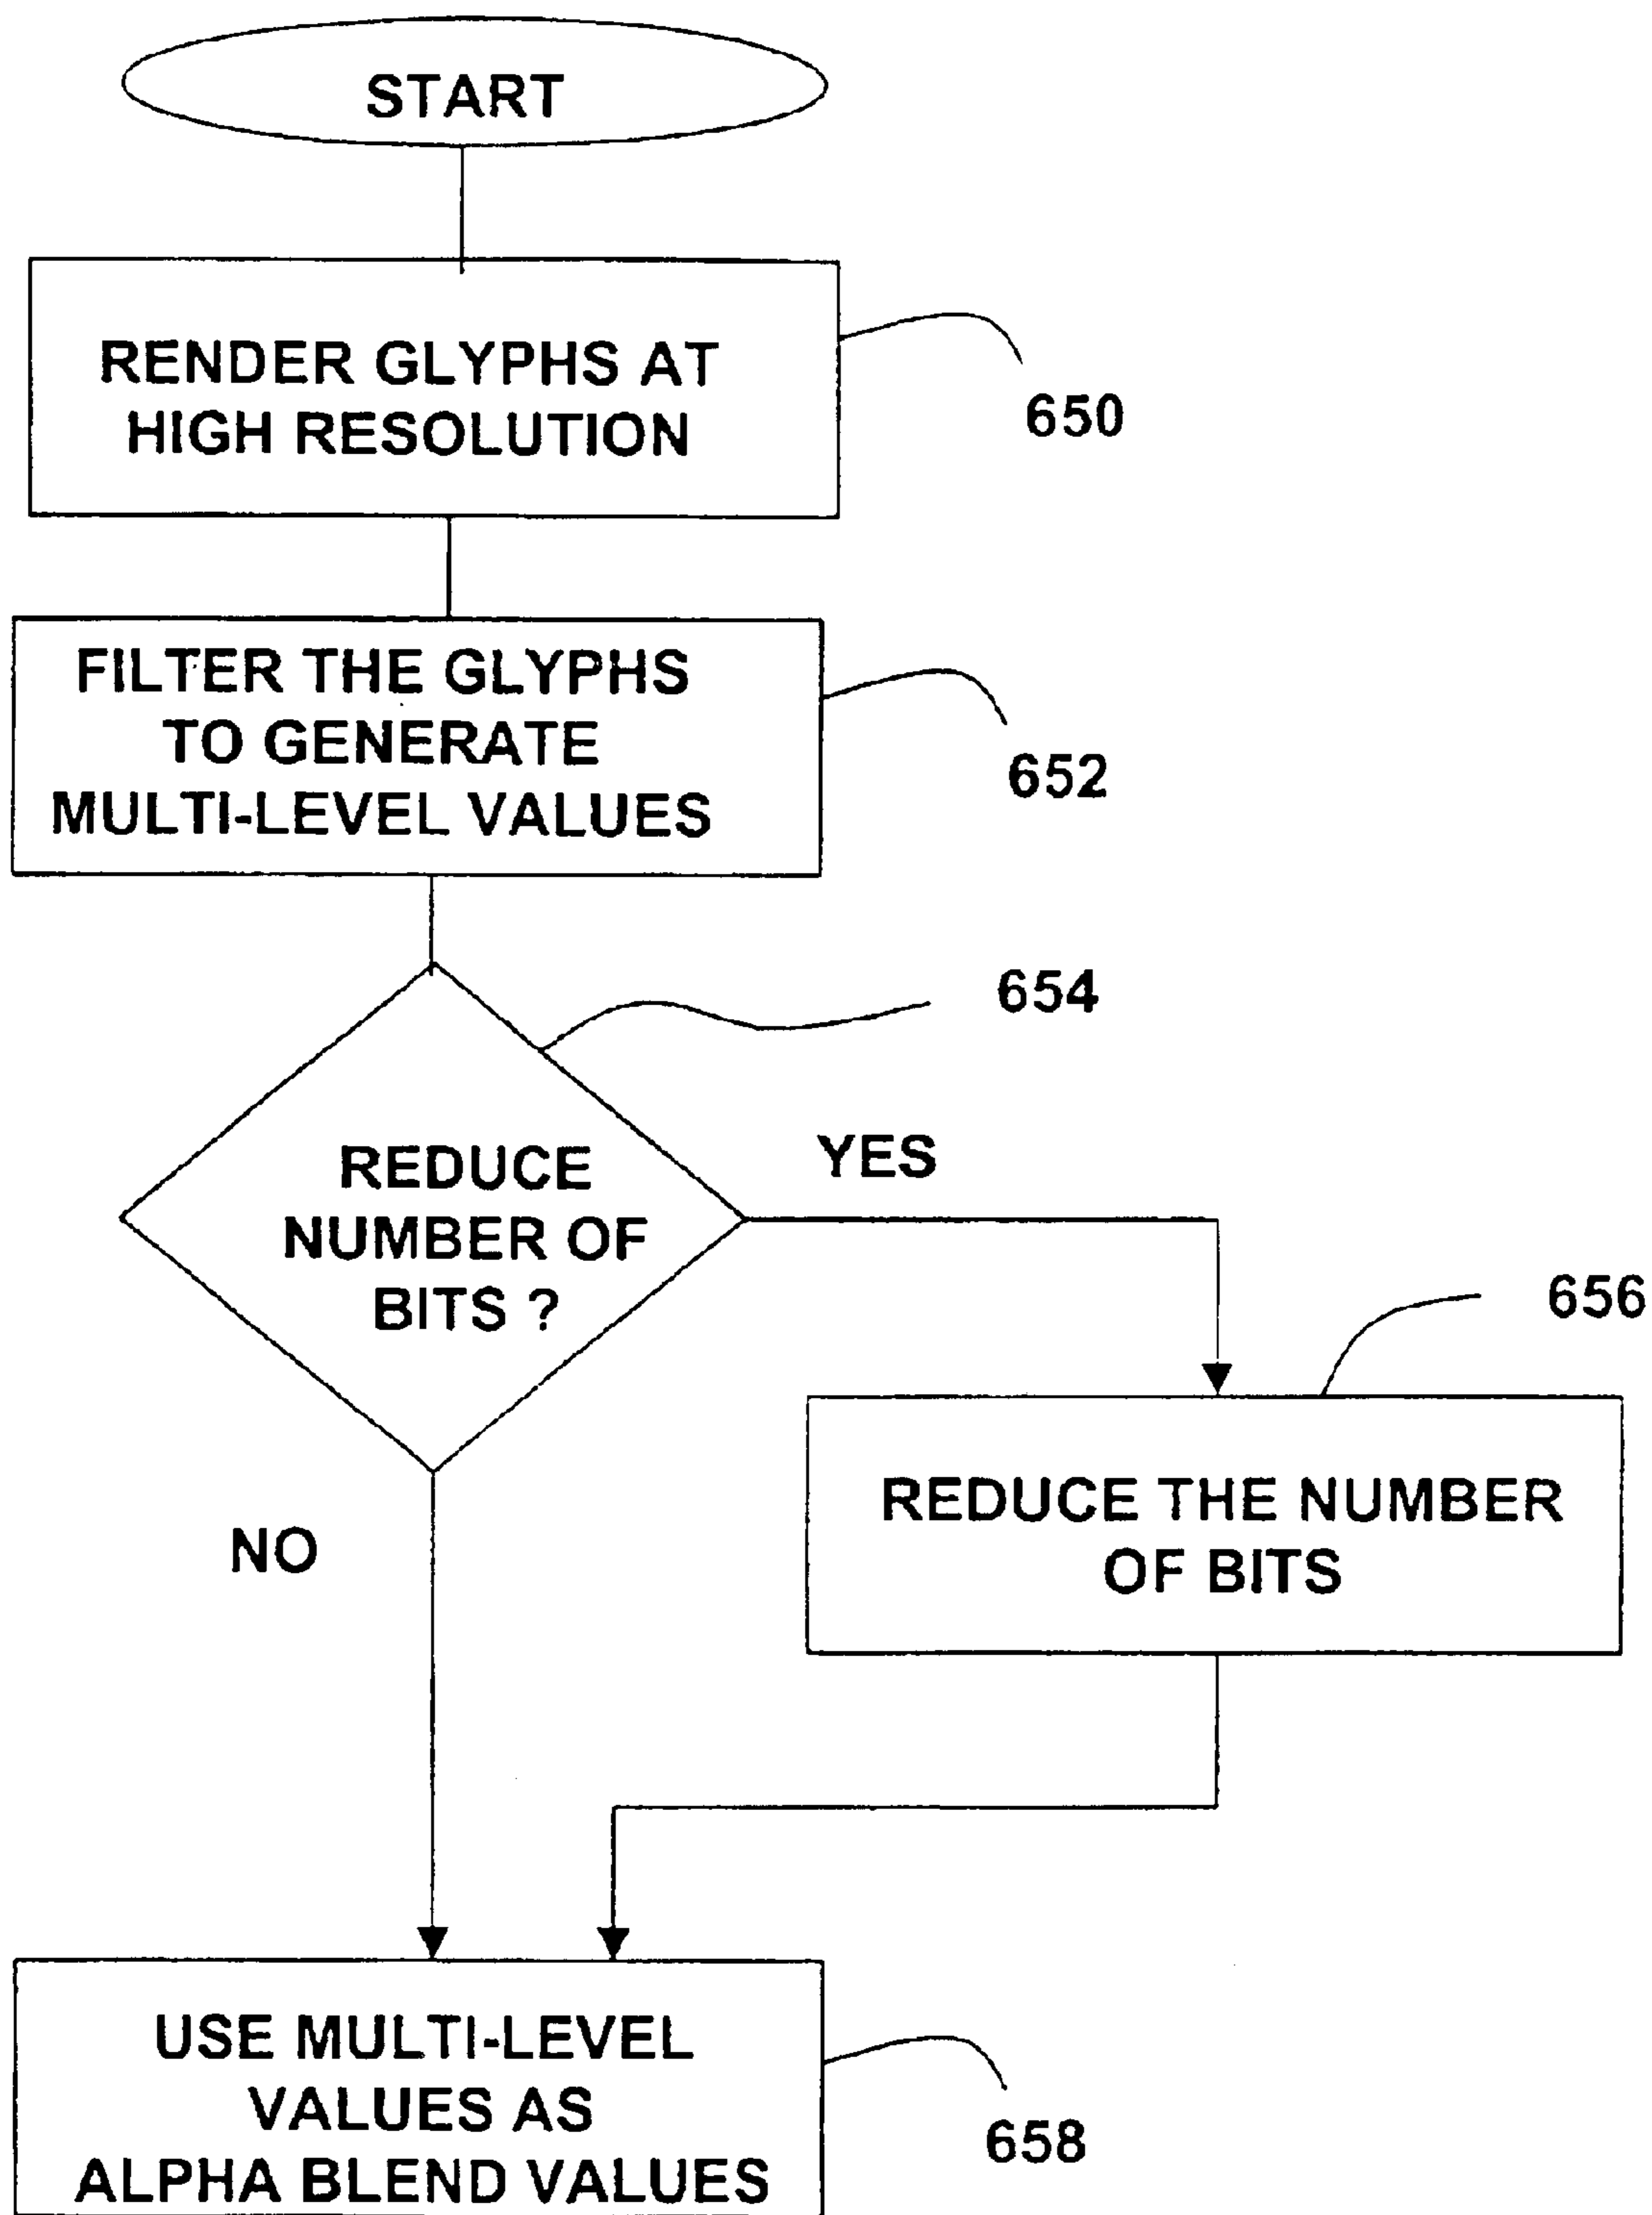 START
RENDER GLYPHS AT
HIGH RESOLUTION
650
FILTER THE GLYPHS
TO GENERATE
MULTI-LEVEL VALUES
652
654
REDUCE
NUMBER OF
BITS ?
YES
656
REDUCE THE NUMBER
OF BITS
NO
USE MULTI-LEVEL
VALUES AS
ALPHA BLEND VALUES
658